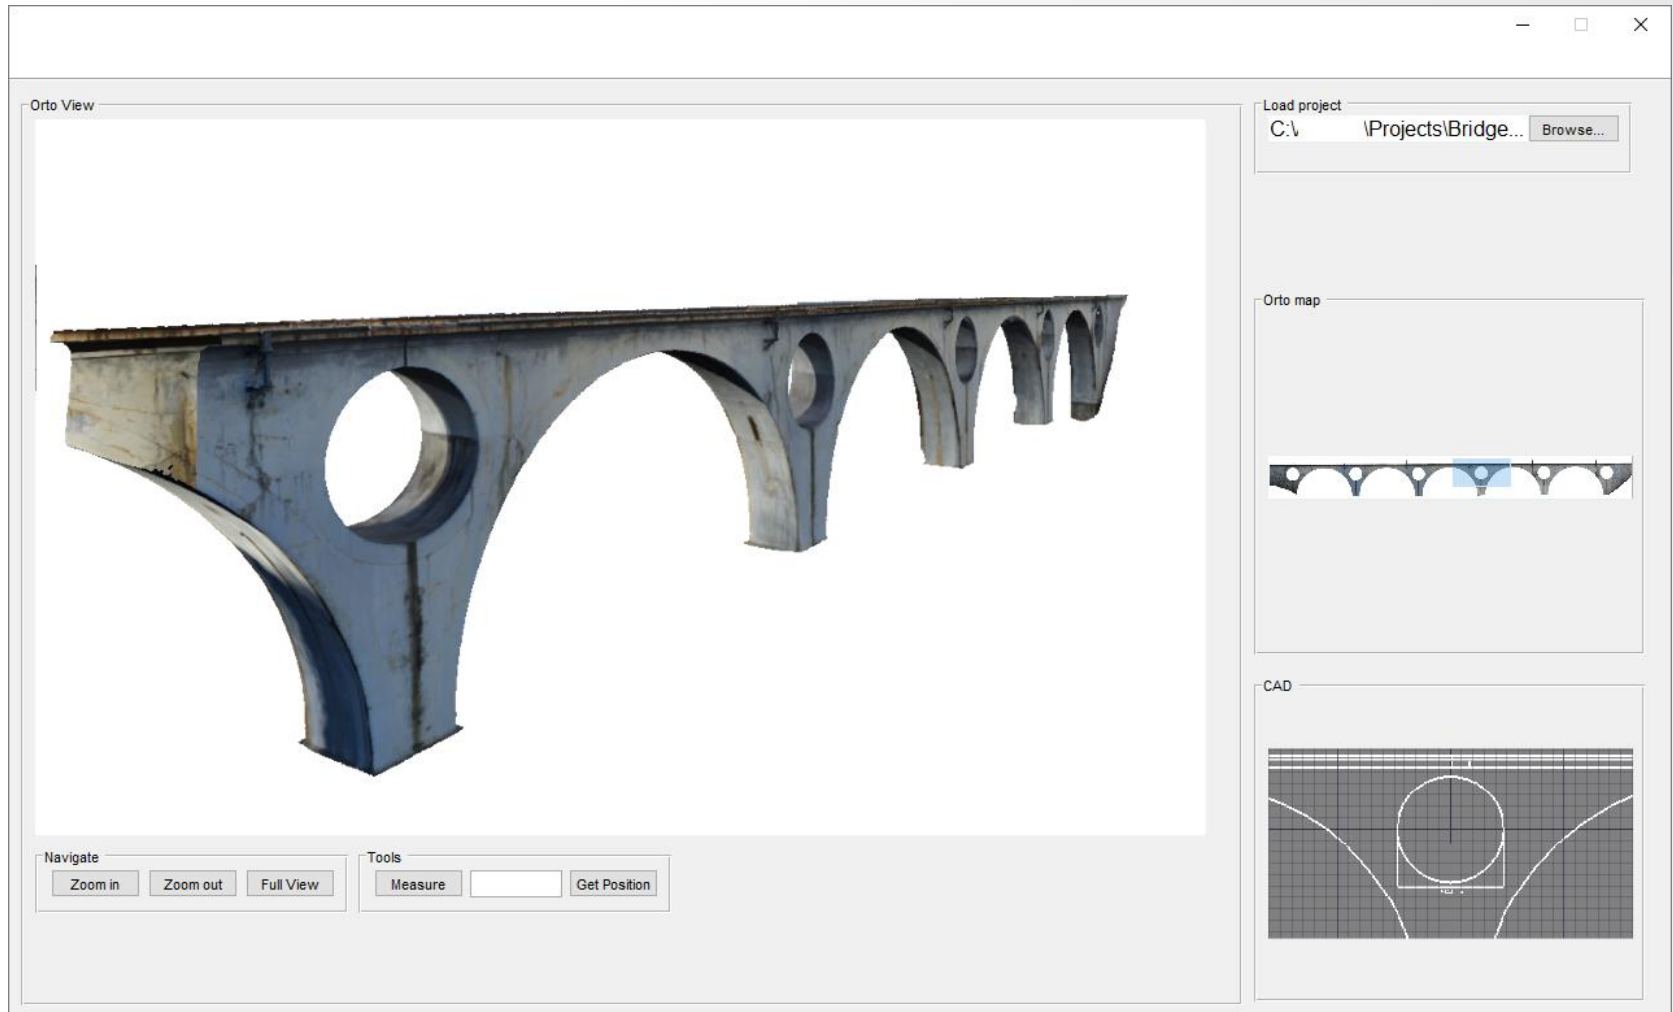 Orto View
Load project
C:\ \Projects\Bridge... Browse...
Orto map
CAD
Navigate
Zoom in Zoom out Full View
Tools
Measure Get Position